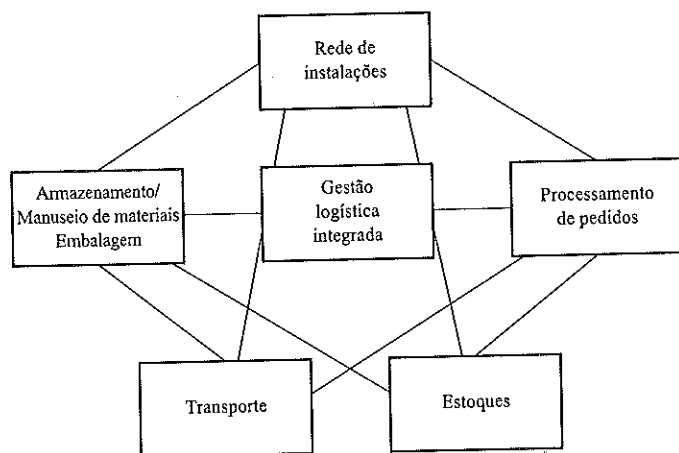 Rede de
instalações
Armazenamento/
Manuseio de materiais
Embalagem
Gestão
logística
integrada
Processamento
de pedidos
Transporte
Estoques